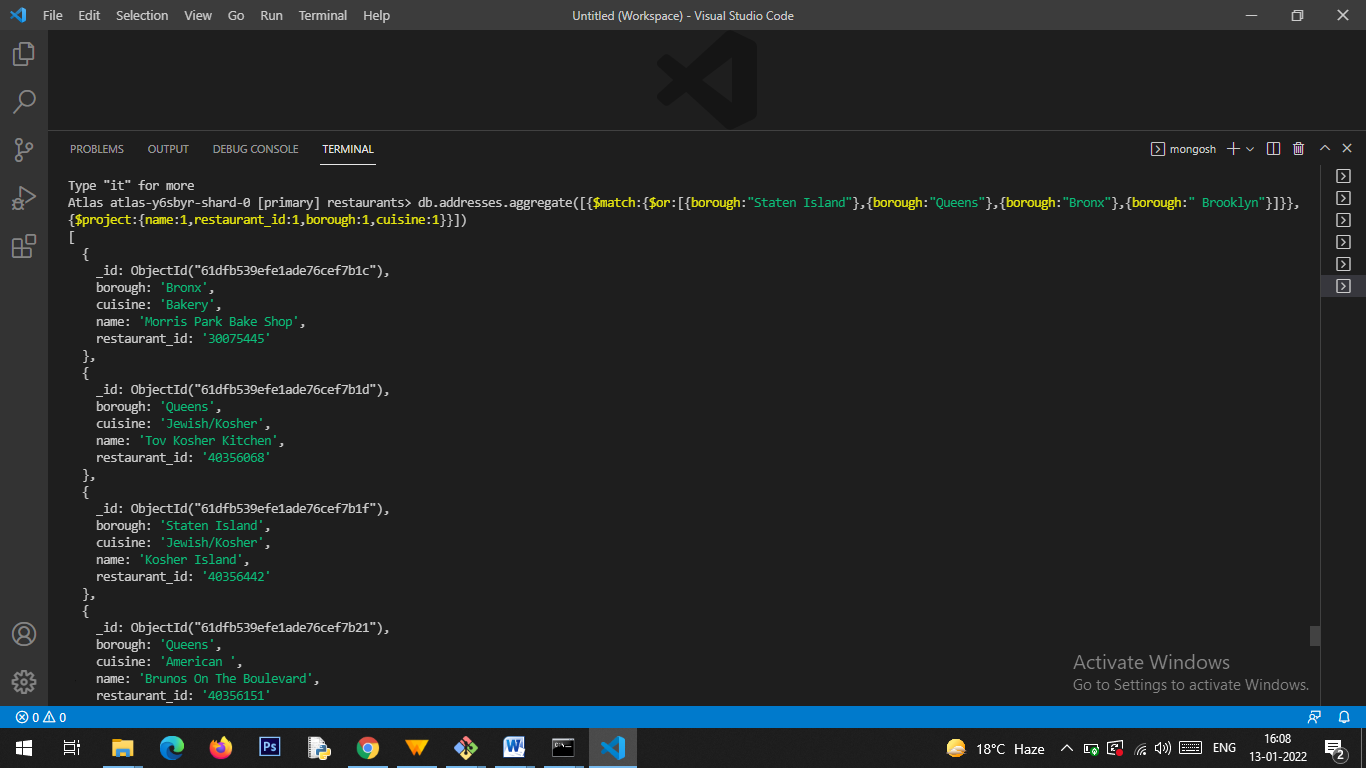 File Edit Selection View Go Run Terminal Help
Untitled (Workspace) - Visual Studio Code
PROBLEMS OUTPUT DEBUG CONSOLE TERMINAL
mongosh
Type "it" for more
Atlas atlas-y6sbyr-shard-0 [primary] restaurants> db.addresses.aggregate([{$match:{$or:[{borough:"Staten Island"},{borough:"Queens"},{borough:"Bronx"},{borough:" Brooklyn"}]}},
{$project:{name:1,restaurant_id:1,borough:1,cuisine:1}}])
[
{
_id: ObjectId("61dfb539efe1ade76cef7b1c"),
borough: 'Bronx',
cuisine: 'Bakery',
name: 'Morris Park Bake Shop',
restaurant_id: '30075445'
},
{
_id: ObjectId("61dfb539efe1ade76cef7b1d"),
borough: 'Queens',
cuisine: 'Jewish/Kosher',
name: 'Tov Kosher Kitchen',
restaurant_id: '40356068'
},
{
_id: ObjectId("61dfb539efe1ade76cef7b1f"),
borough: 'Staten Island',
cuisine: 'Jewish/Kosher',
name: 'Kosher Island',
restaurant_id: '40356442'
},
{
_id: ObjectId("61dfb539efe1ade76cef7b21"),
borough: 'Queens',
cuisine: 'American ',
name: 'Brunos On The Boulevard',
restaurant_id: '40356151'
Activate Windows
Go to Settings to activate Windows.
0 0
Ps
W
18°C Haze
ENG
16:08
13-01-2022
2